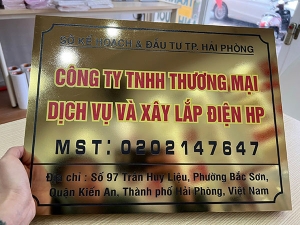 SỞ KẾ HOẠCH & ĐẦU TƯ TP. HẢI PHÒNG
CÔNG TY TNHH THƯƠNG MẠI
DỊCH VỤ VÀ XÂY LẮP ĐIỆN HP
MST: 0202147647
Địa chỉ : Số 97 Trần Huy Liệu, Phường Bắc Sơn,
Quận Kiến An, Thành phố Hải Phòng, Việt Nam